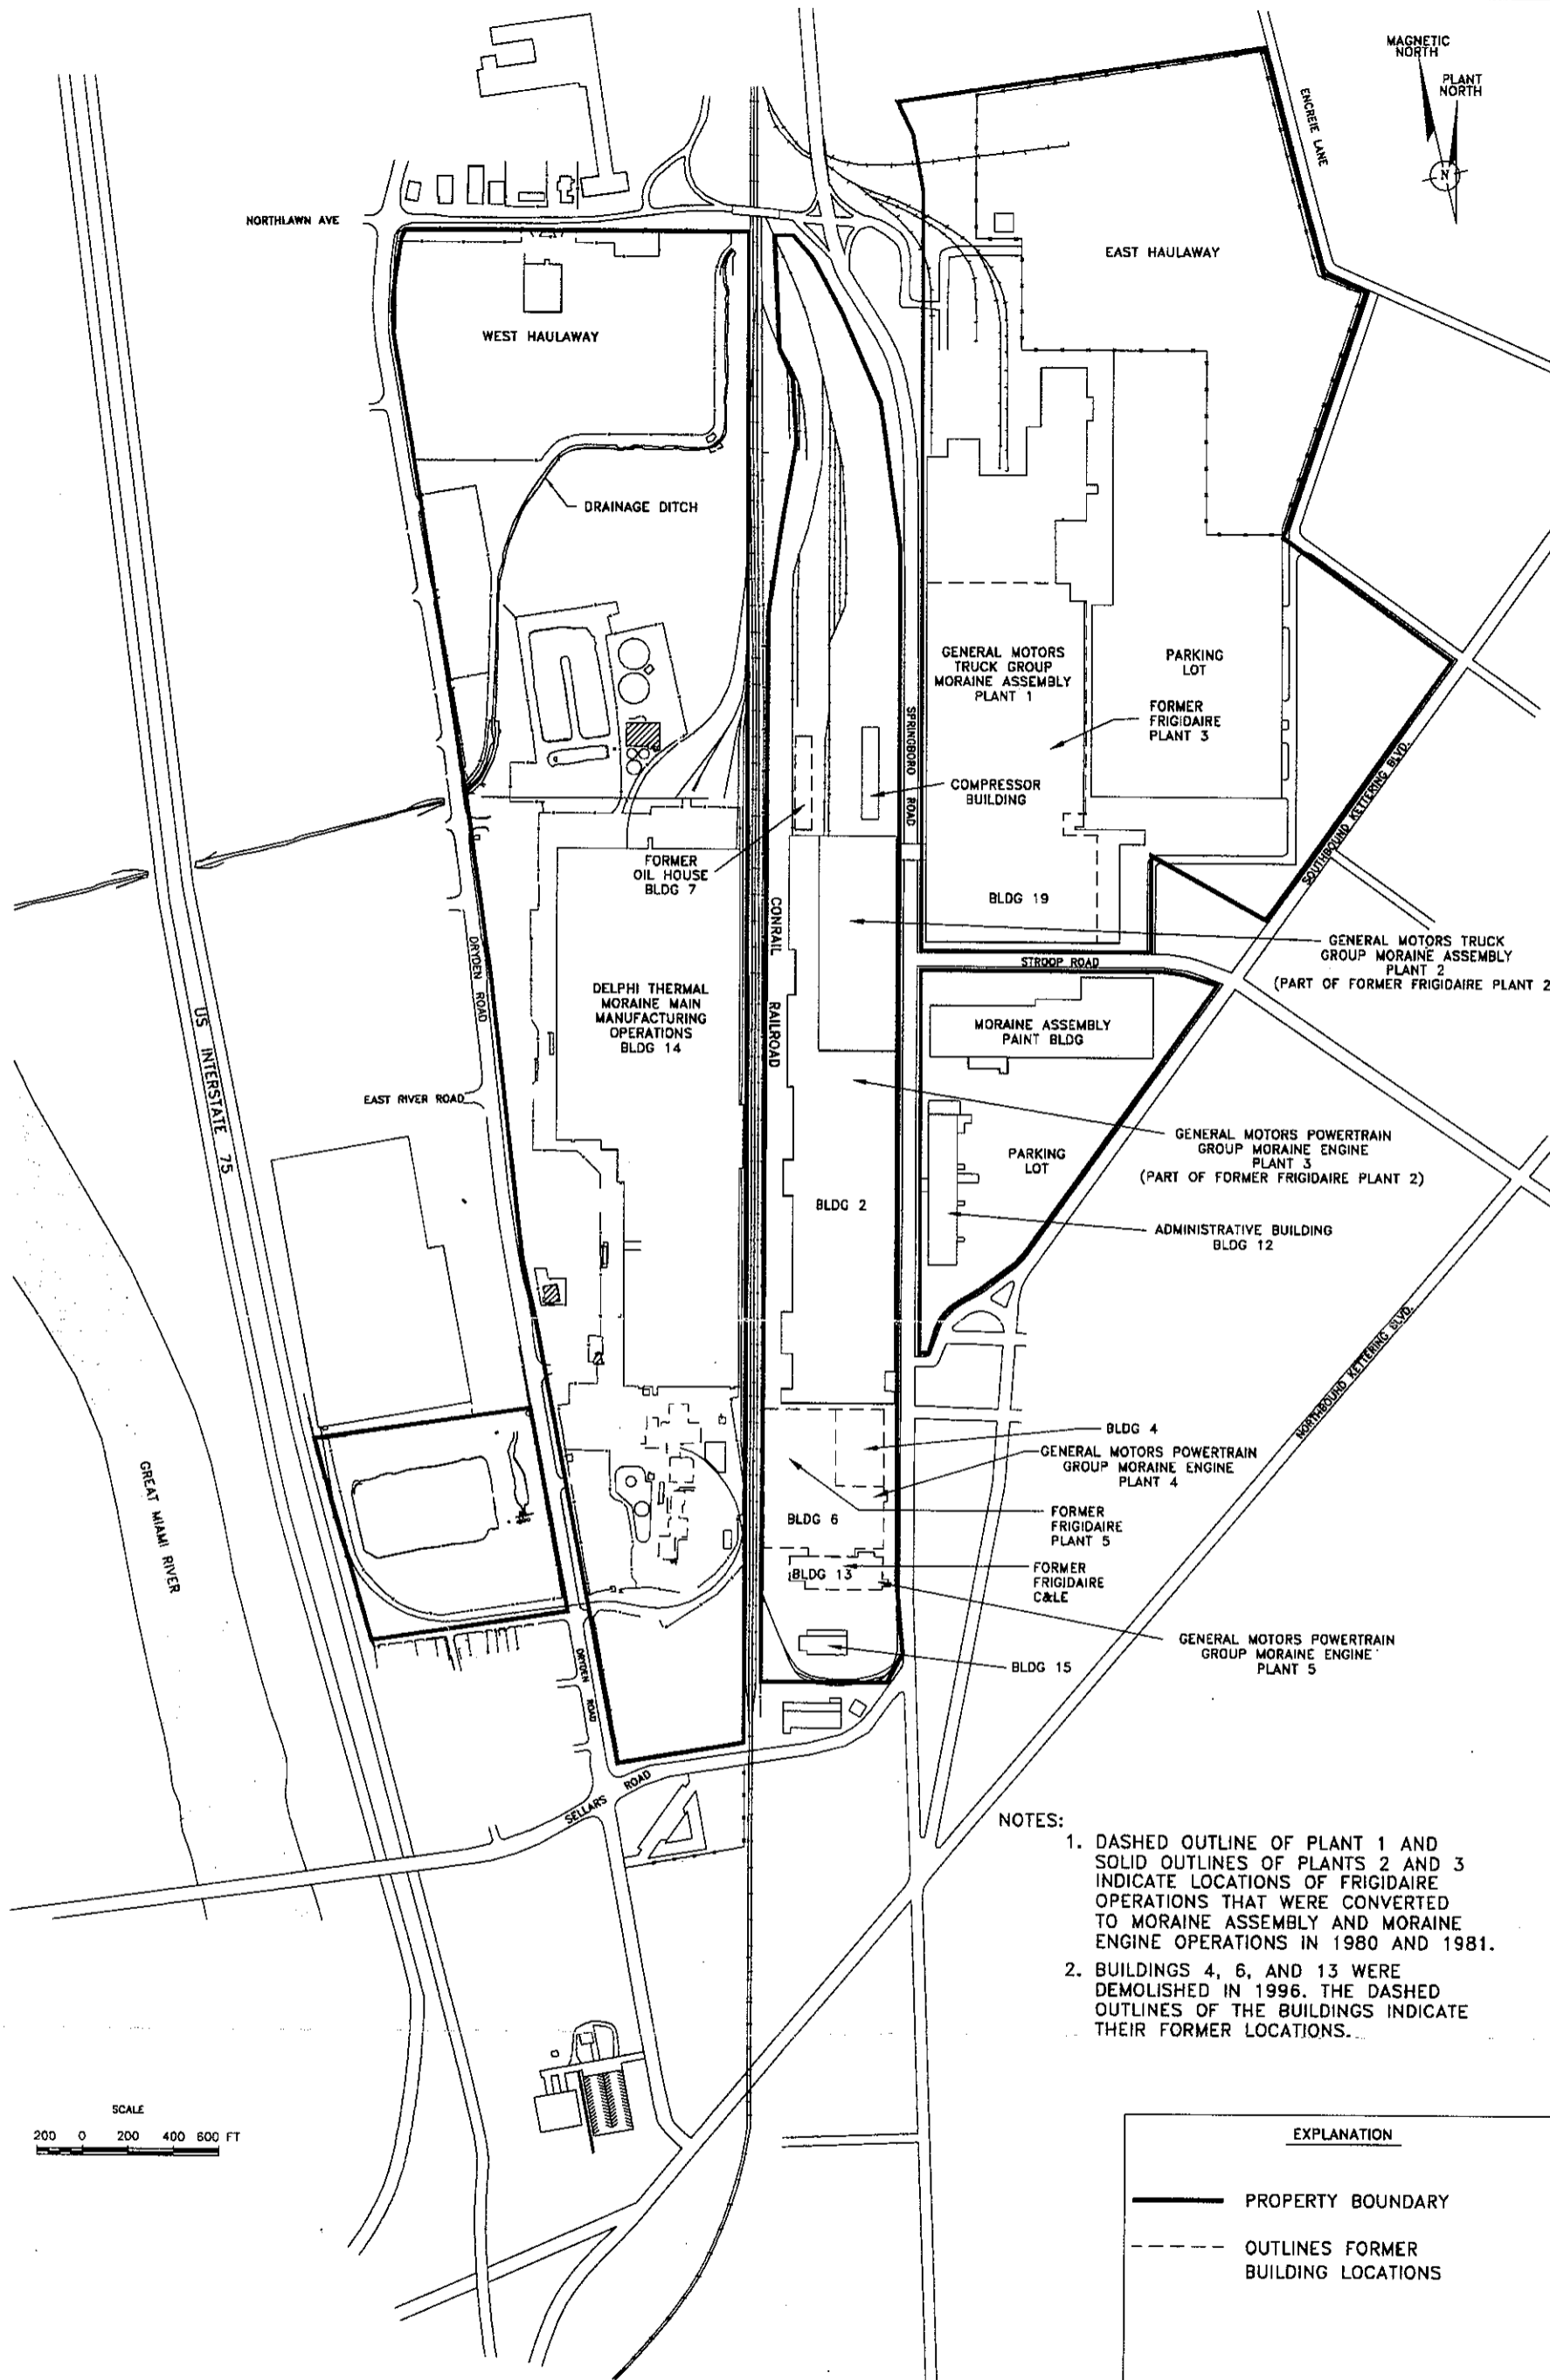 MAGNETIC
NORTH
PLANT
NORTH
N
ENCRETE LANE
NORTHLAWN AVE
EAST HAULAWAY
WEST HAULAWAY
DRAINAGE DITCH
GENERAL MOTORS
TRUCK GROUP
MORAINE ASSEMBLY
PLANT 1
PARKING
LOT
FORMER
FRIGIDAIRE
PLANT 3
SPRINGBORO ROAD
COMPRESSOR
BUILDING
SOUTHBOUND KETTERING BLVD.
FORMER
OIL HOUSE
BLDG 7
BLDG 19
CONRAIL RAILROAD
GENERAL MOTORS TRUCK
GROUP MORAINE ASSEMBLY
PLANT 2
(PART OF FORMER FRIGIDAIRE PLANT 2
STROOP ROAD
DRYDEN ROAD
DELPHI THERMAL
MORAINE MAIN
MANUFACTURING
OPERATIONS
BLDG 14
MORAINE ASSEMBLY
PAINT BLDG
US INTERSTATE 75
EAST RIVER ROAD
GENERAL MOTORS POWERTRAIN
GROUP MORAINE ENGINE
PLANT 3
(PART OF FORMER FRIGIDAIRE PLANT 2)
PARKING
LOT
BLDG 2
ADMINISTRATIVE BUILDING
BLDG 12
NORTHBOUND KETTERING BLVD.
BLDG 4
GENERAL MOTORS POWERTRAIN
GROUP MORAINE ENGINE
PLANT 4
GREAT MIAMI RIVER
BLDG 6
FORMER
FRIGIDAIRE
PLANT 5
BLDG 13
FORMER
FRIGIDAIRE
C&LE
GENERAL MOTORS POWERTRAIN
GROUP MORAINE ENGINE
PLANT 5
BLDG 15
DRYDEN ROAD
SELLARS ROAD
NOTES:
1. DASHED OUTLINE OF PLANT 1 AND
SOLID OUTLINES OF PLANTS 2 AND 3
INDICATE LOCATIONS OF FRIGIDAIRE
OPERATIONS THAT WERE CONVERTED
TO MORAINE ASSEMBLY AND MORAINE
ENGINE OPERATIONS IN 1980 AND 1981.
2. BUILDINGS 4, 6, AND 13 WERE
DEMOLISHED IN 1996. THE DASHED
OUTLINES OF THE BUILDINGS INDICATE
THEIR FORMER LOCATIONS.
SCALE
200 0 200 400 600 FT
EXPLANATION
PROPERTY BOUNDARY
OUTLINES FORMER
BUILDING LOCATIONS